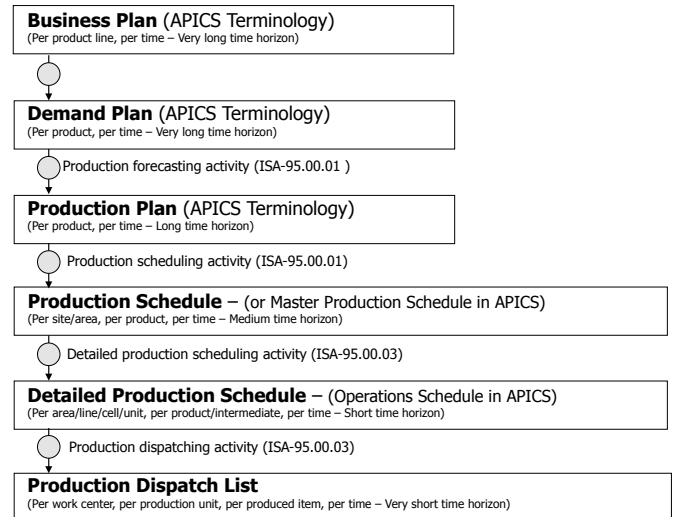 Business Plan (APICS Terminology)
(Per product line, per time – Very long time horizon)
Demand Plan (APICS Terminology)
(Per product, per time – Very long time horizon)
Production forecasting activity (ISA-95.00.01 )
Production Plan (APICS Terminology)
(Per product, per time – Long time horizon)
Production scheduling activity (ISA-95.00.01)
Production Schedule – (or Master Production Schedule in APICS)
(Per site/area, per product, per time – Medium time horizon)
Detailed production scheduling activity (ISA-95.00.03)
Detailed Production Schedule – (Operations Schedule in APICS)
(Per area/line/cell/unit, per product/intermediate, per time – Short time horizon)
Production dispatching activity (ISA-95.00.03)
Production Dispatch List
(Per work center, per production unit, per produced item, per time – Very short time horizon)